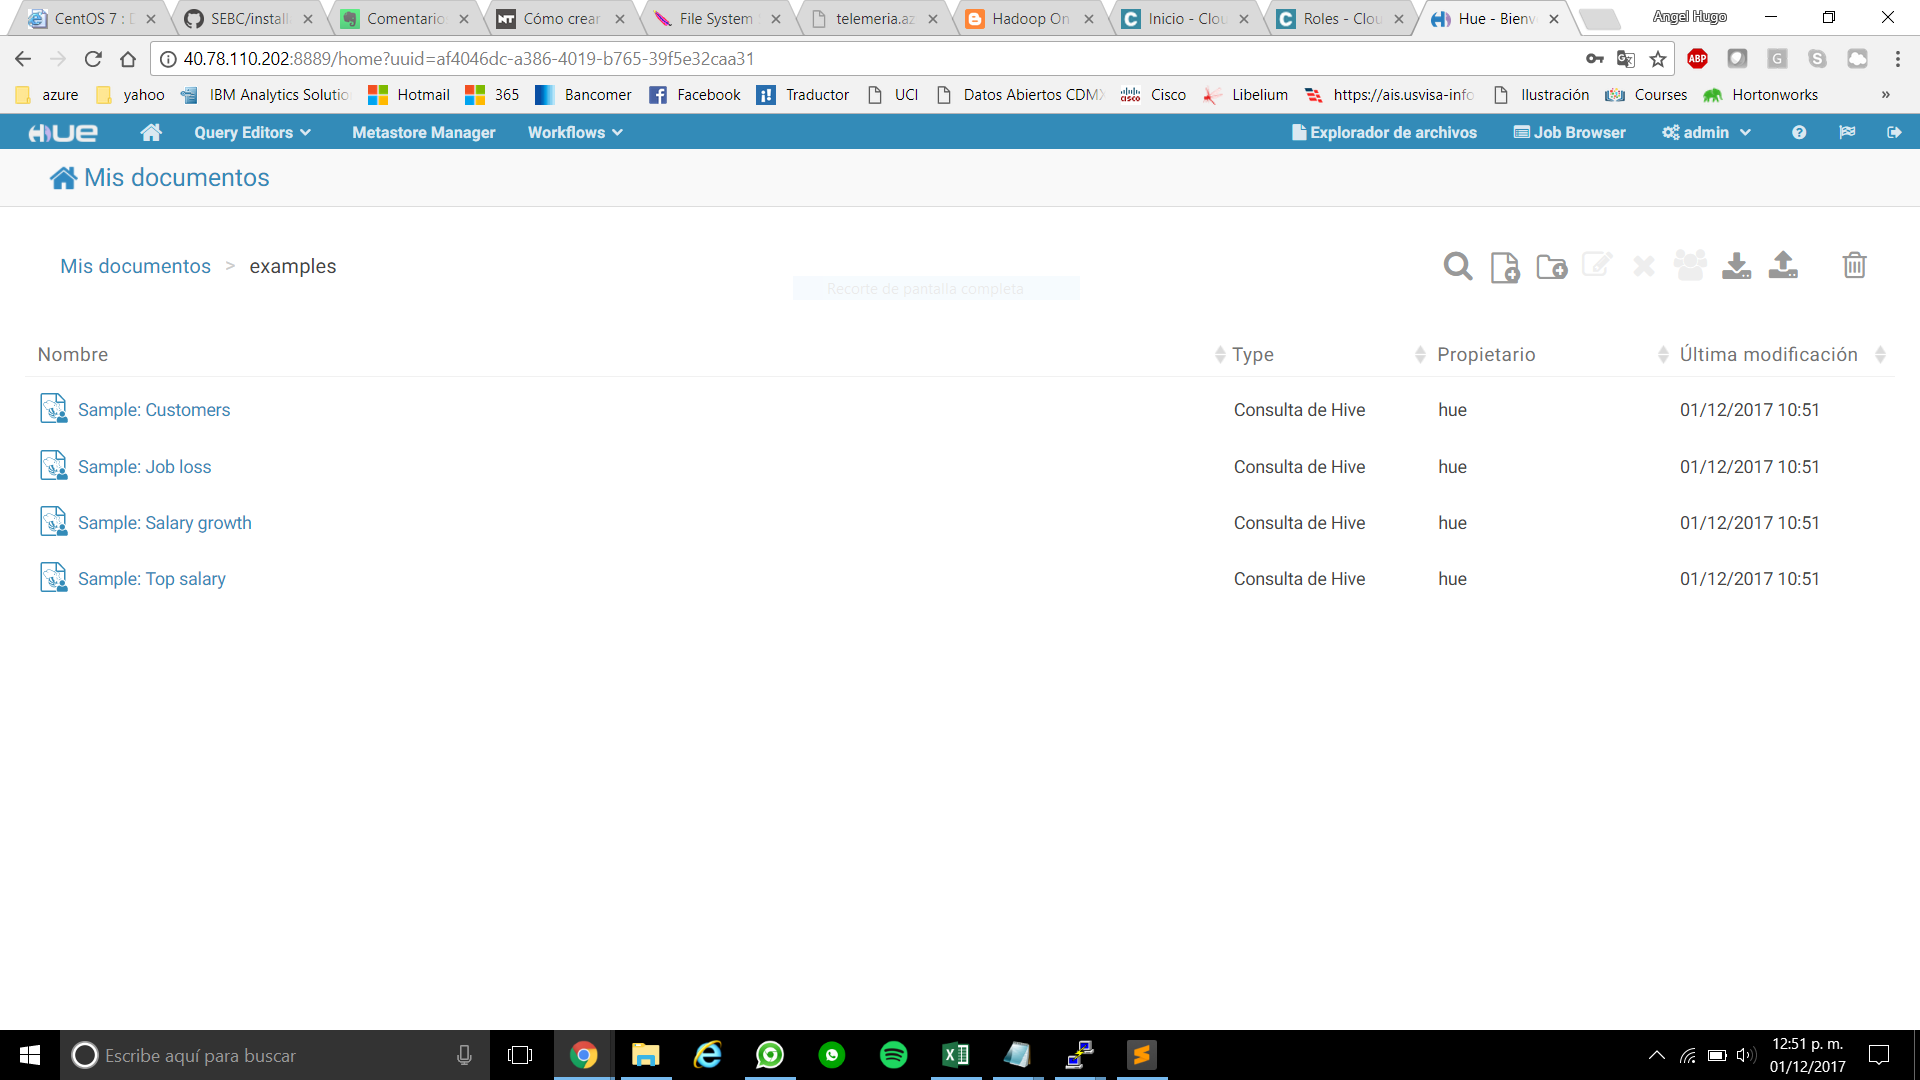 CentOS 7 : D
SEBC/install
Comentario
Cómo crear
File System
telemeria.az
Hadoop On
Inicio - Clou
Roles - Clou
Hue - Bienv
Angel Hugo
40.78.110.202:8889/home?uuid=af4046dc-a386-4019-b765-39f5e32caa31
azure
yahoo
IBM Analytics Solutio
Hotmail
365
Bancomer
Facebook
Traductor
UCI
Datos Abiertos CDMX
Cisco
Libelium
https://ais.usvisa-info
Ilustración
Courses
Hortonworks
»
HUE
Query Editors
Metastore Manager
Workflows
Explorador de archivos
Job Browser
admin
Mis documentos
Mis documentos > examples
Recorte de pantalla completa
Nombre Type Propietario Última modificación
Sample: Customers Consulta de Hive hue 01/12/2017 10:51
Sample: Job loss Consulta de Hive hue 01/12/2017 10:51
Sample: Salary growth Consulta de Hive hue 01/12/2017 10:51
Sample: Top salary Consulta de Hive hue 01/12/2017 10:51
Escribe aquí para buscar
12:51 p. m.
01/12/2017